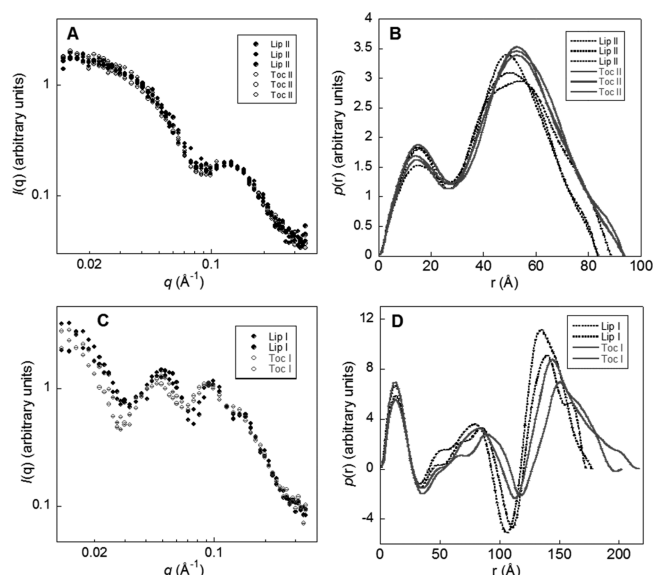 A
Lip II
Lip II
Lip II
Toc II
Toc II
Toc II
1
0.1
I(q) (arbitrary units)
0.02
0.1
q (Å-1)
B
Lip II
Lip II
Lip II
Toc II
Toc II
Toc II
4
3.5
3
2.5
2
1.5
1
0.5
0
p(r) (arbitrary units)
0 20 40 60 80 100
r (Å)
C
Lip I
Lip I
Toc I
Toc I
1
0.1
I(q) (arbitrary units)
0.02
0.1
q (Å-1)
D
Lip I
Lip I
Toc I
Toc I
12
8
4
0
-4
p(r) (arbitrary units)
0 50 100 150 200
r (Å)